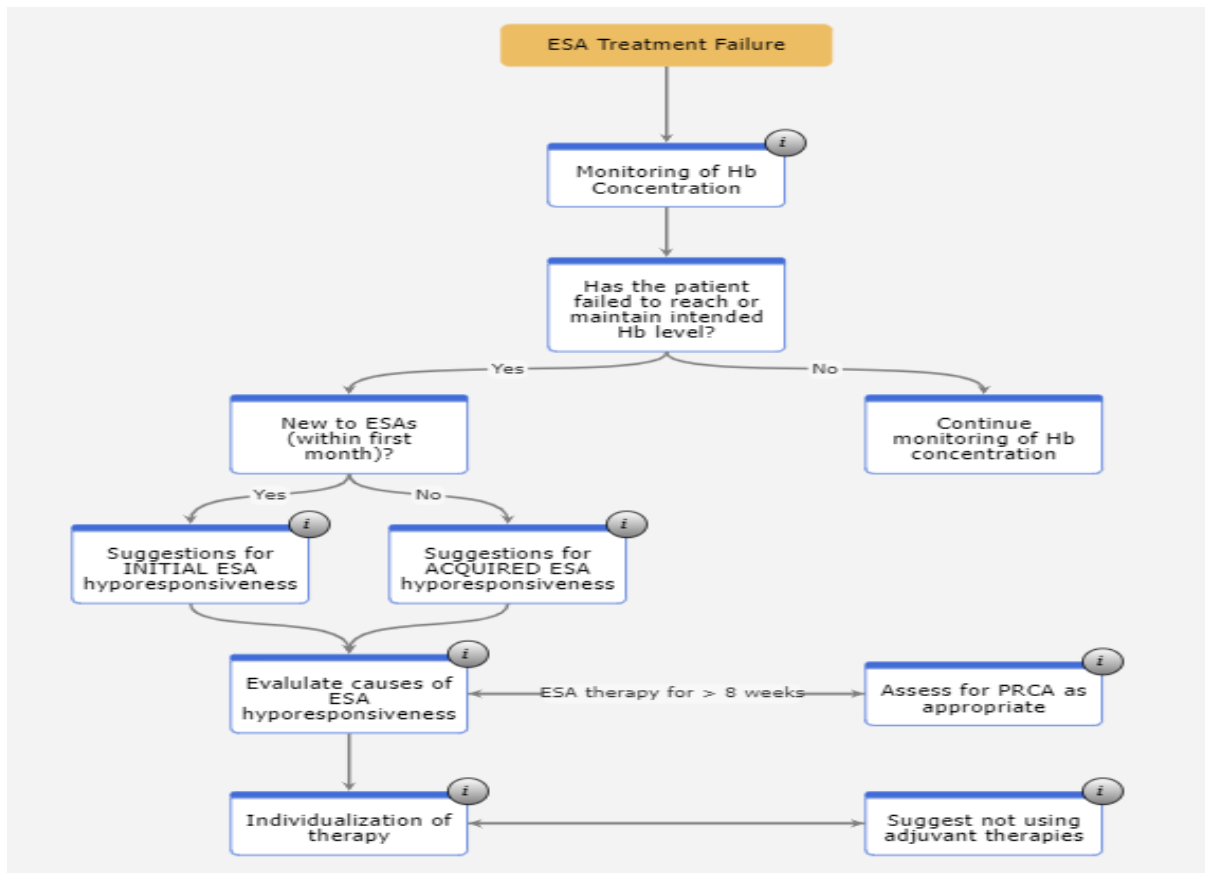 ESA Treatment Failure
i
Monitoring of Hb
Concentration
Has the patient
failed to reach or
maintain intended
Hb level?
Yes
No
New to ESAs
(within first
month)?
Continue
monitoring of Hb
concentration
Yes
No
i
i
Suggestions for
INITIAL ESA
hyporesponsiveness
Suggestions for
ACQUIRED ESA
hyporesponsiveness
i
i
Evalulate causes of
ESA
hyporesponsiveness
ESA therapy for > 8 weeks
Assess for PRCA as
appropriate
i
i
Individualization of
therapy
Suggest not using
adjuvant therapies